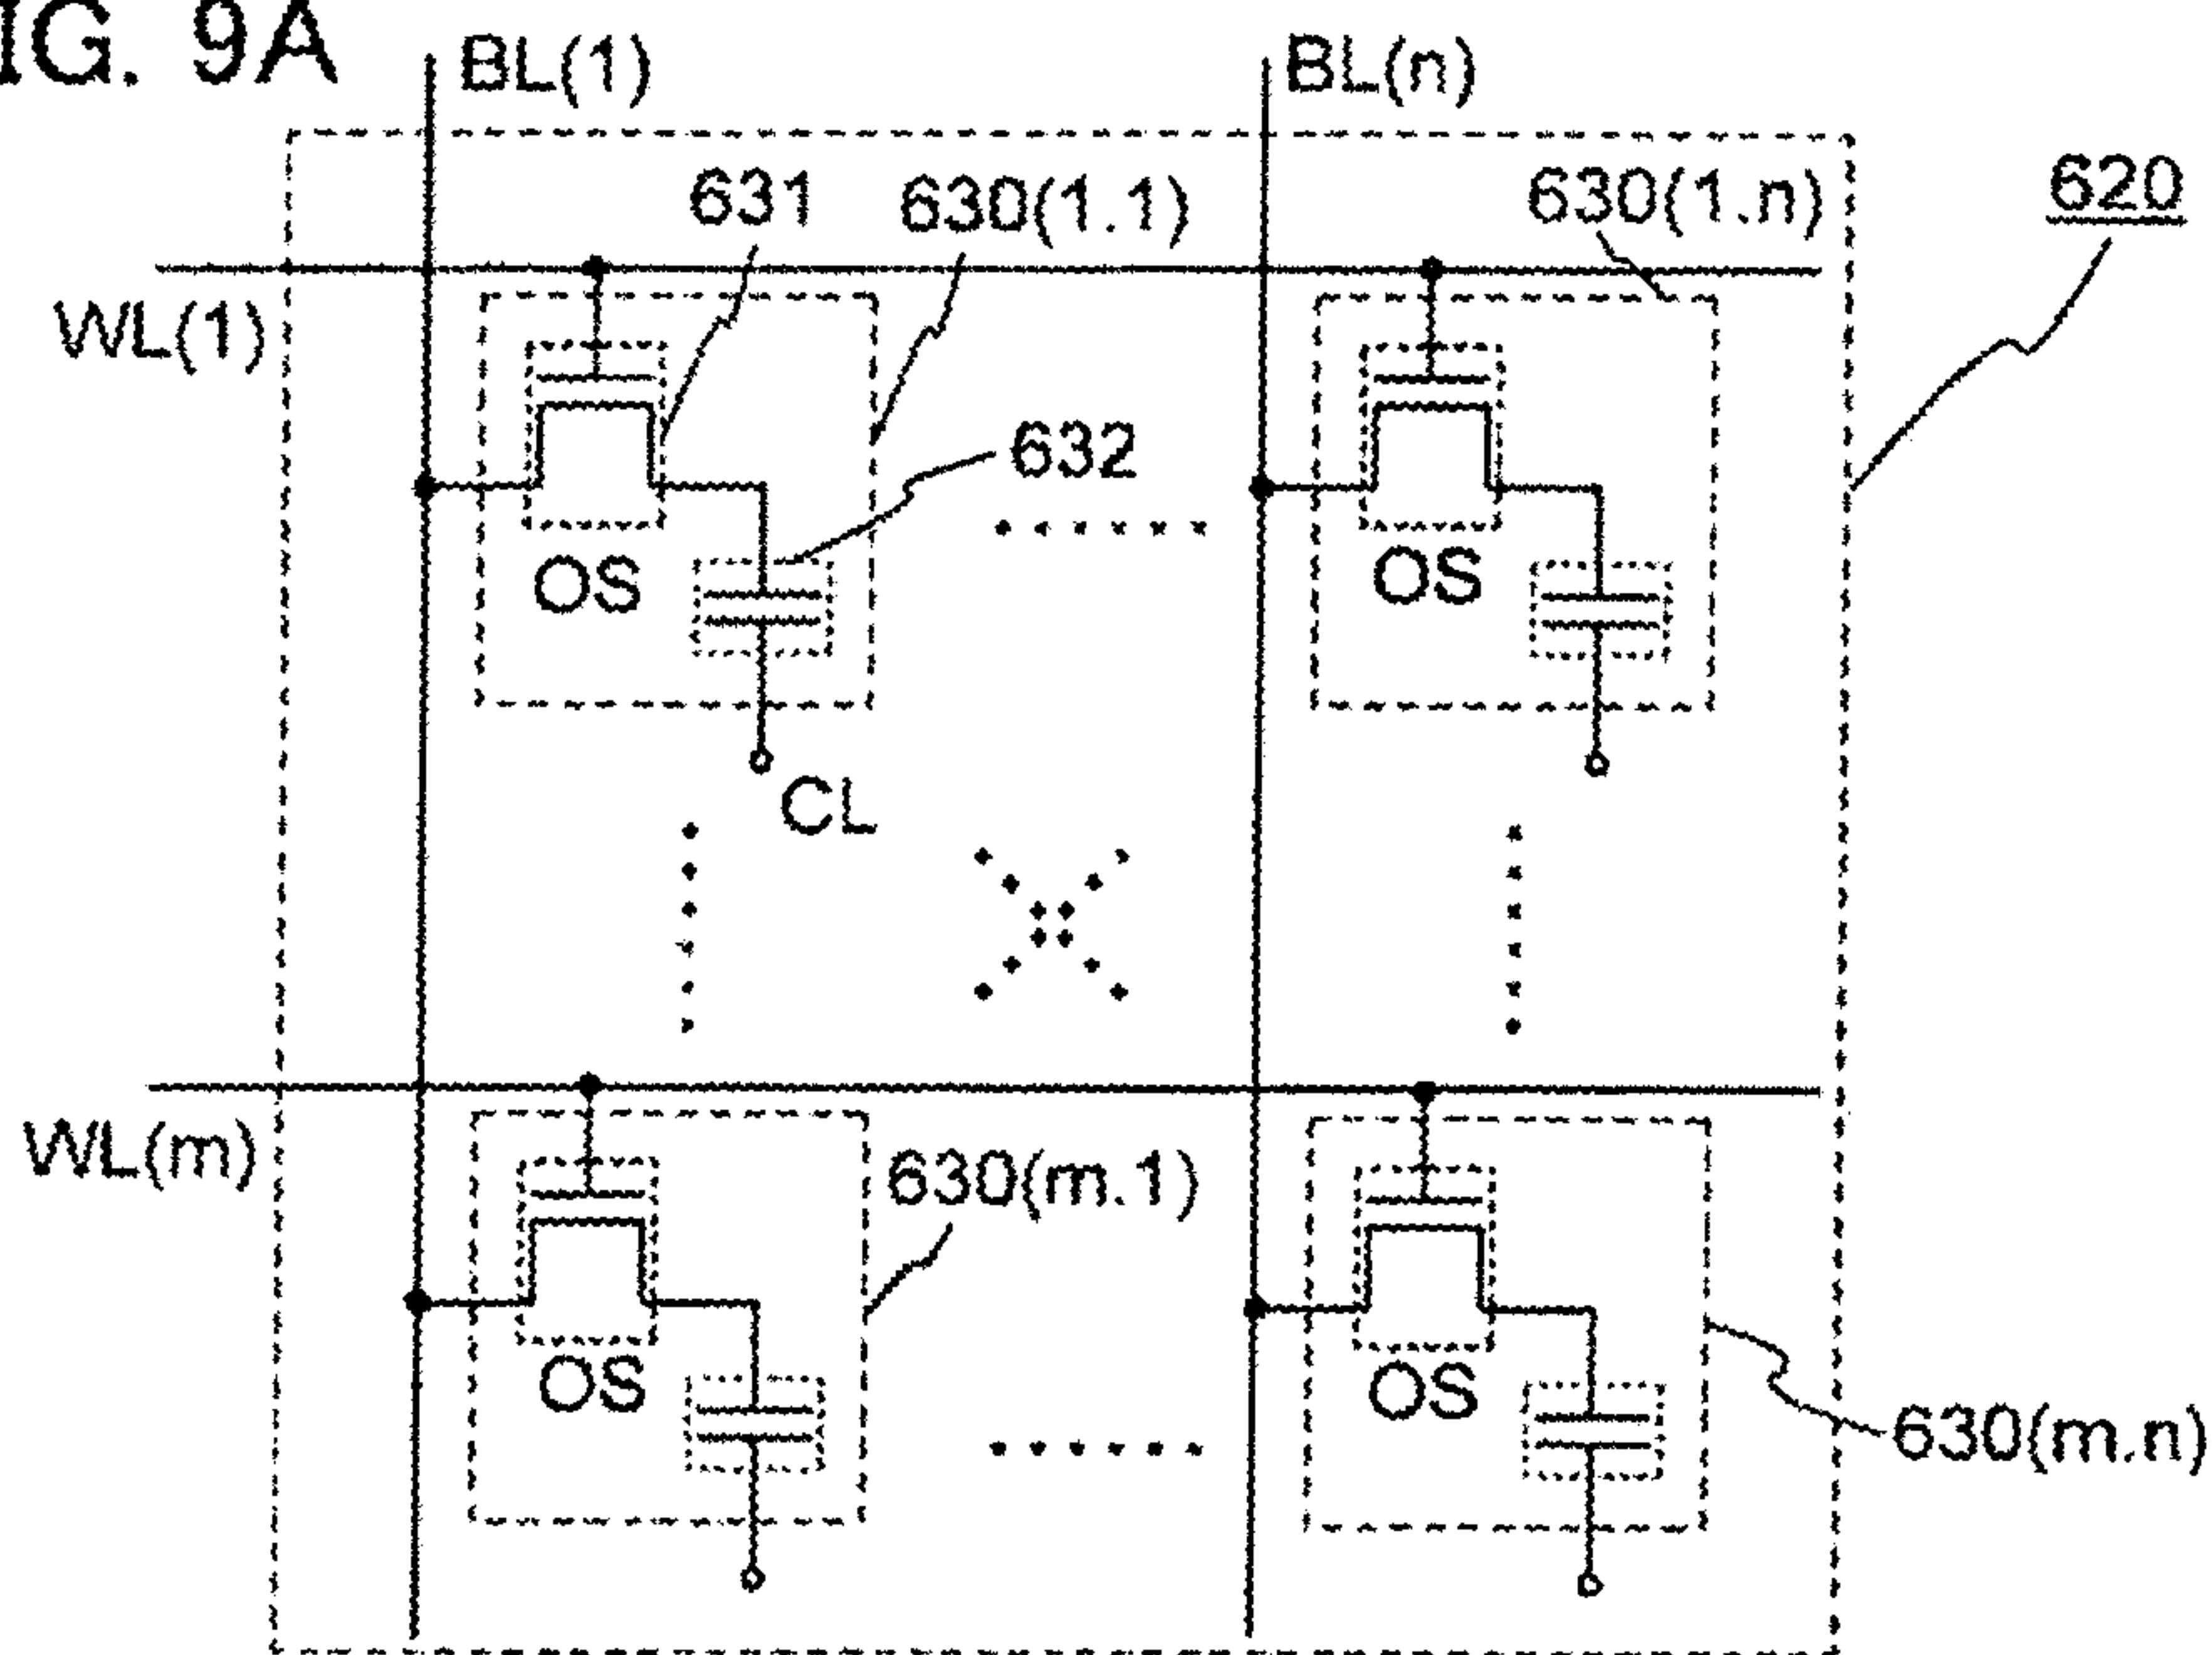 IG. 9A
BL(1)
BL(n)
631
630(1.1)
630(1.n)
620
WL(1)
632
OS
OS
CL
WL(m)
630(m.1)
OS
OS
630(m.n)